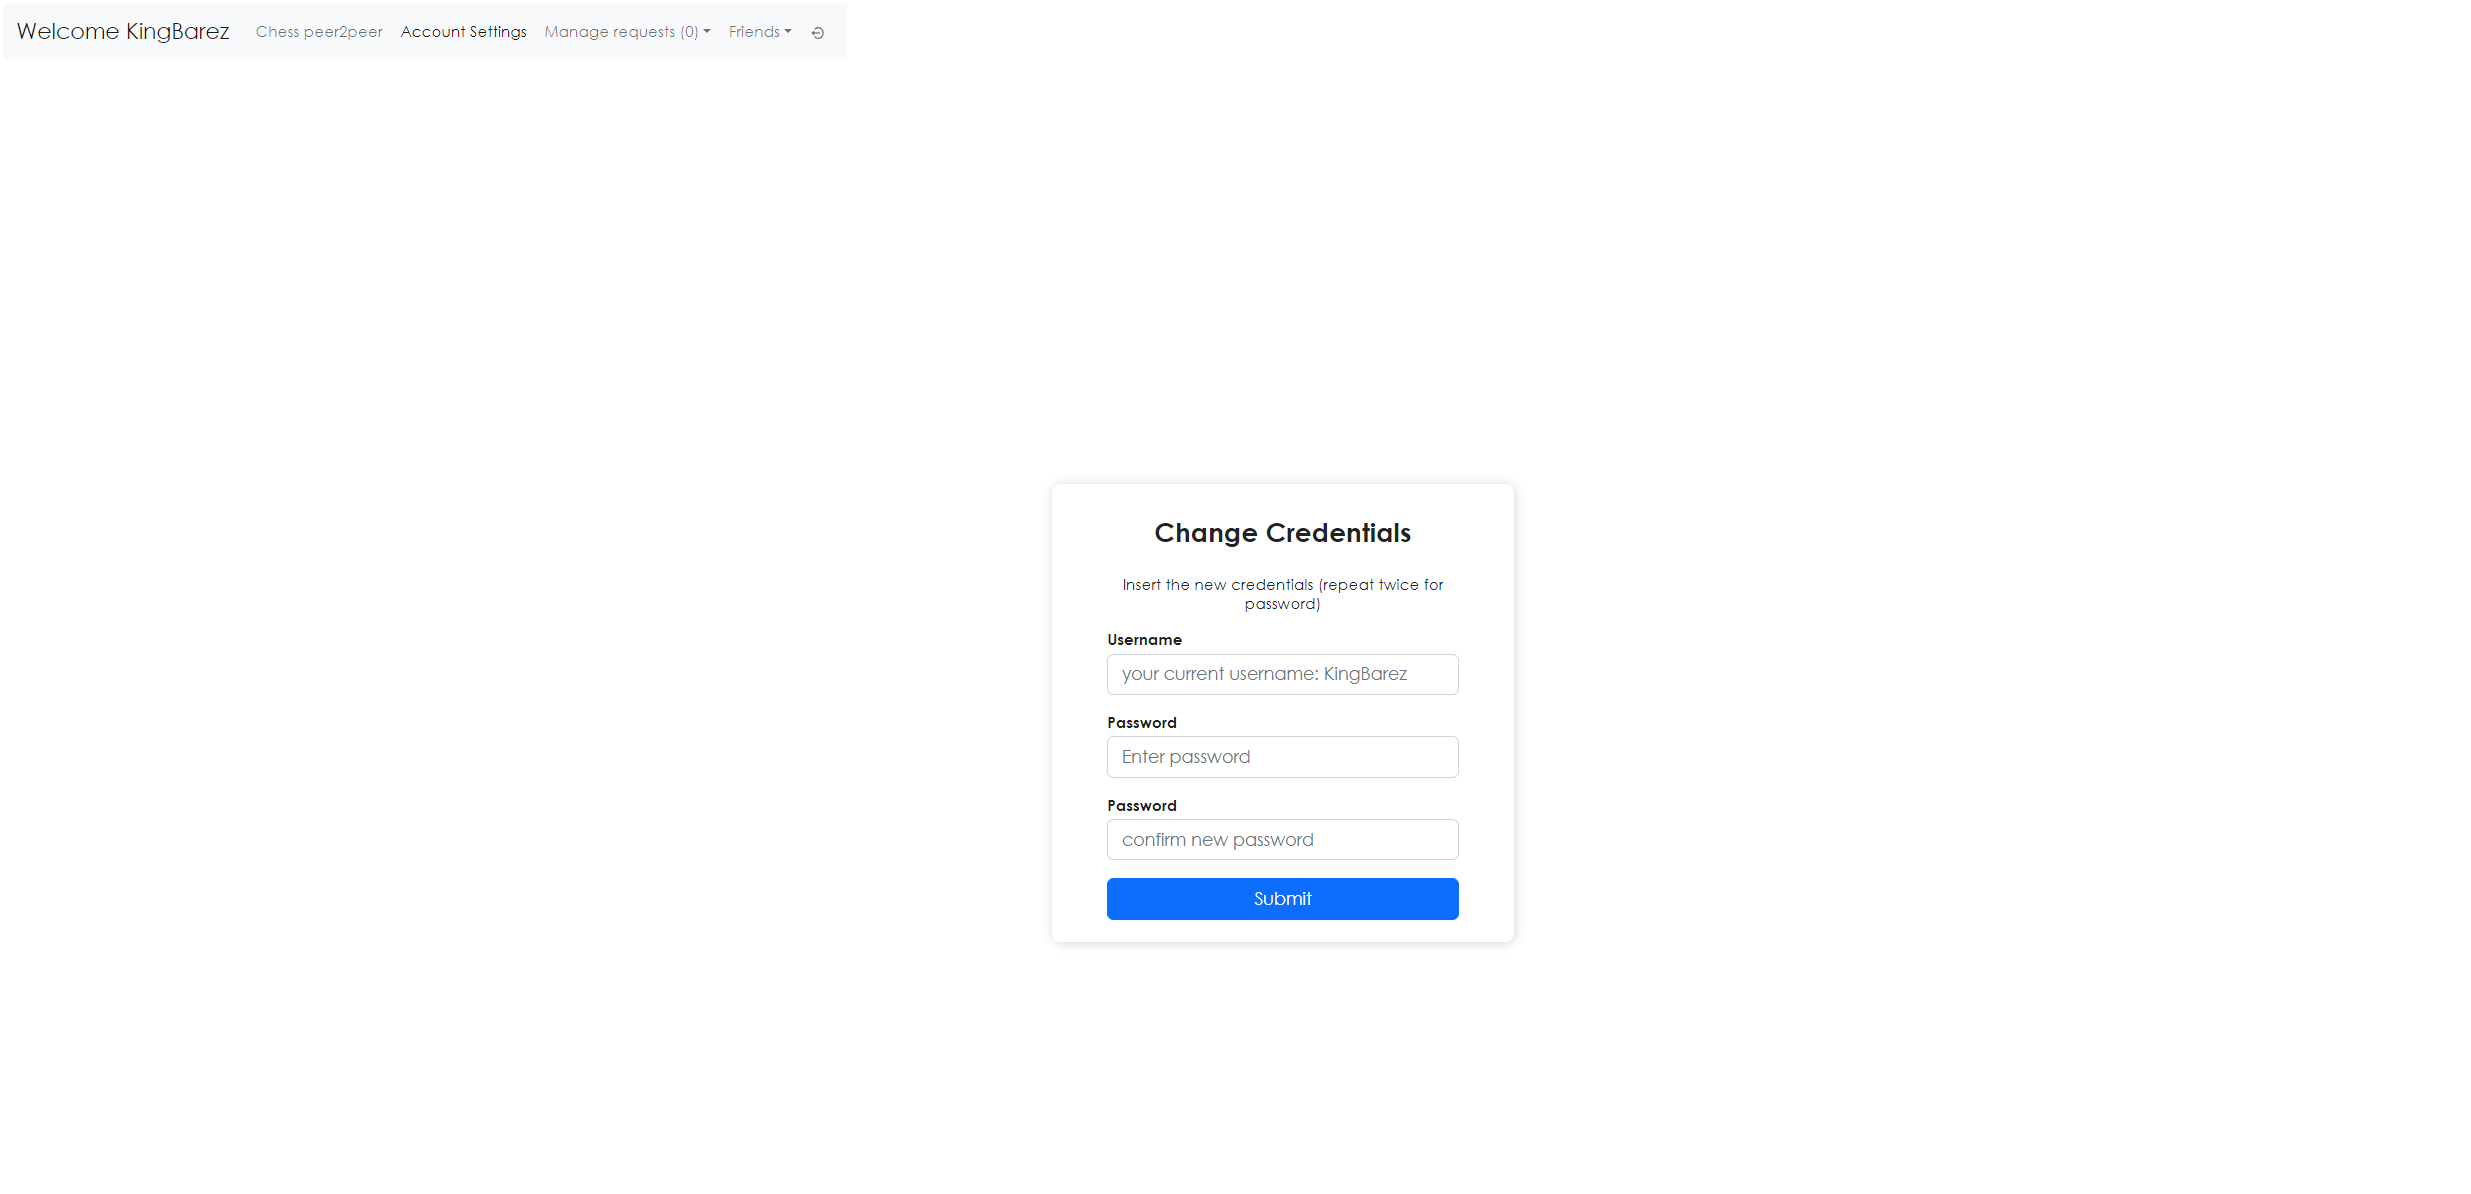 Welcome KingBarez Chess peer2peer Account Settings Manage requests (0) Friends
Change Credentials
Insert the new credentials (repeat twice for
password)
Username
your current username: KingBarez
Password
Enter password
Password
confirm new password
Submit